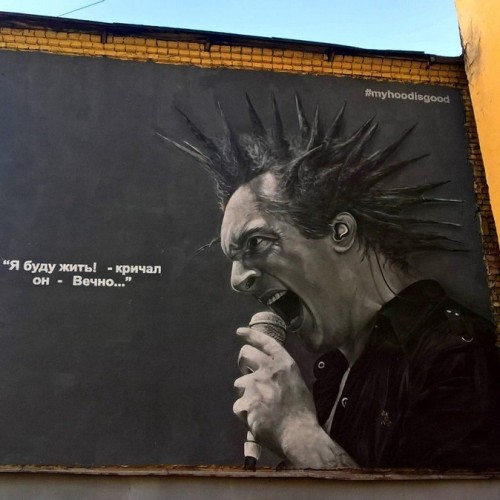 #myhoodisgood
“Я буду жить! - кричал
он - Вечно...”